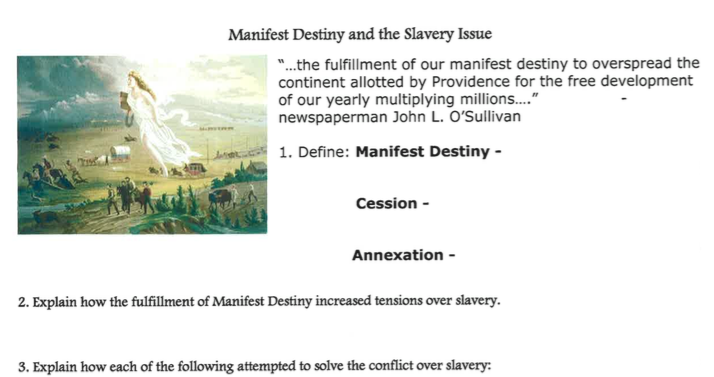 Manifest Destiny and the Slavery Issue
"...the fulfillment of our manifest destiny to overspread the
continent allotted by Providence for the free development
of our yearly multiplying millions...." -
newspaperman John L. O'Sullivan
1. Define: Manifest Destiny -
Cession -
Annexation -
2. Explain how the fulfillment of Manifest Destiny increased tensions over slavery.
3. Explain how each of the following attempted to solve the conflict over slavery: